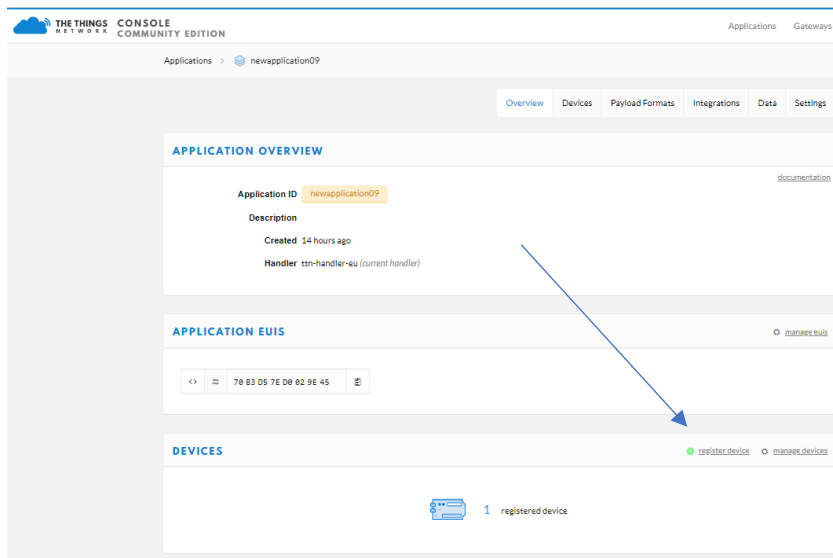 THE THINGS NETWORK CONSOLE COMMUNITY EDITION
Applications Gateways
Applications > newapplication09
Overview Devices Payload Formats Integrations Data Settings
APPLICATION OVERVIEW
documentation
Application ID newapplication09
Description
Created 14 hours ago
Handler ttn-handler-eu (current handler)
APPLICATION EUIS
manage euis
<> 70 B3 D5 7E D0 02 9E 45
DEVICES
register device manage devices
1 registered device